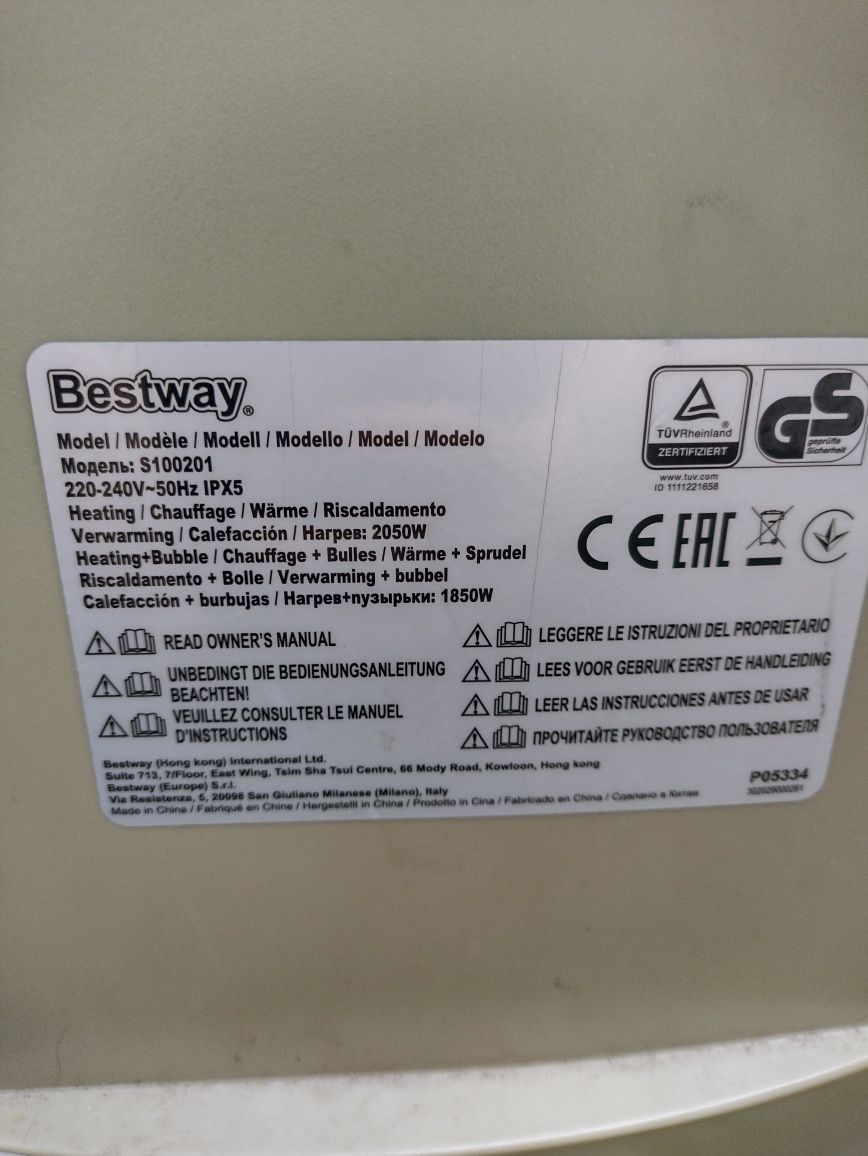 Bestway®
Model / Modèle / Modell / Modello / Model / Modelo
Модель: S100201
220-240V~50Hz IPX5
Heating / Chauffage / Wärme / Riscaldamento
Verwarming / Calefacción / Нагрев: 2050W
Heating+Bubble / Chauffage + Bulles / Wärme + Sprudel
Riscaldamento + Bolle / Verwarming + bubbel
Calefacción + burbujas / Нагрев+пузырьки: 1850W
TÜVRheinland®
ZERTIFIZIERT
www.tuv.com
ID 1111221658
GS
geprüfte
Sicherheit
CE EAC
READ OWNER'S MANUAL
UNBEDINGT DIE BEDIENUNGSANLEITUNG
BEACHTEN!
VEUILLEZ CONSULTER LE MANUEL
D'INSTRUCTIONS
LEGGERE LE ISTRUZIONI DEL PROPRIETARIO
LEES VOOR GEBRUIK EERST DE HANDLEIDING
LEER LAS INSTRUCCIONES ANTES DE USAR
ПРОЧИТАЙТЕ РУКОВОДСТВО ПОЛЬЗОВАТЕЛЯ
Bestway (Hong kong) International Ltd.
Suite 713, 7/Floor, East Wing, Tsim Sha Tsui Centre, 66 Mody Road, Kowloon, Hong kong
Bestway (Europe) S.r.l.
Via Resistenza, 5, 20098 San Giuliano Milanese (Milano), Italy
Made in China / Fabriqué en Chine / Hergestellt in China / Prodotto in Cina / Fabricado en China / Сделано в Китае
P05334
302029000281